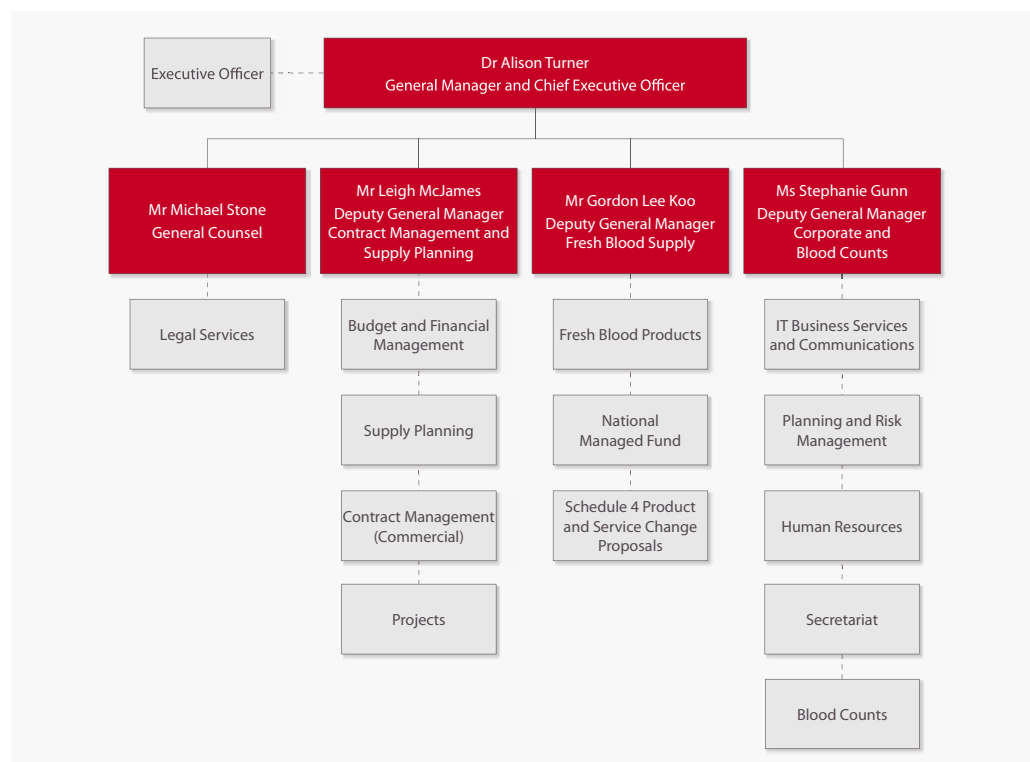 Executive Officer
Dr Alison Turner
General Manager and Chief Executive Officer
Mr Michael Stone
General Counsel
Mr Leigh McJames
Deputy General Manager
Contract Management and
Supply Planning
Mr Gordon Lee Koo
Deputy General Manager
Fresh Blood Supply
Ms Stephanie Gunn
Deputy General Manager
Corporate and
Blood Counts
Legal Services
Budget and Financial
Management
Supply Planning
Contract Management
(Commercial)
Projects
Fresh Blood Products
National
Managed Fund
Schedule 4 Product
and Service Change
Proposals
IT Business Services
and Communications
Planning and Risk
Management
Human Resources
Secretariat
Blood Counts